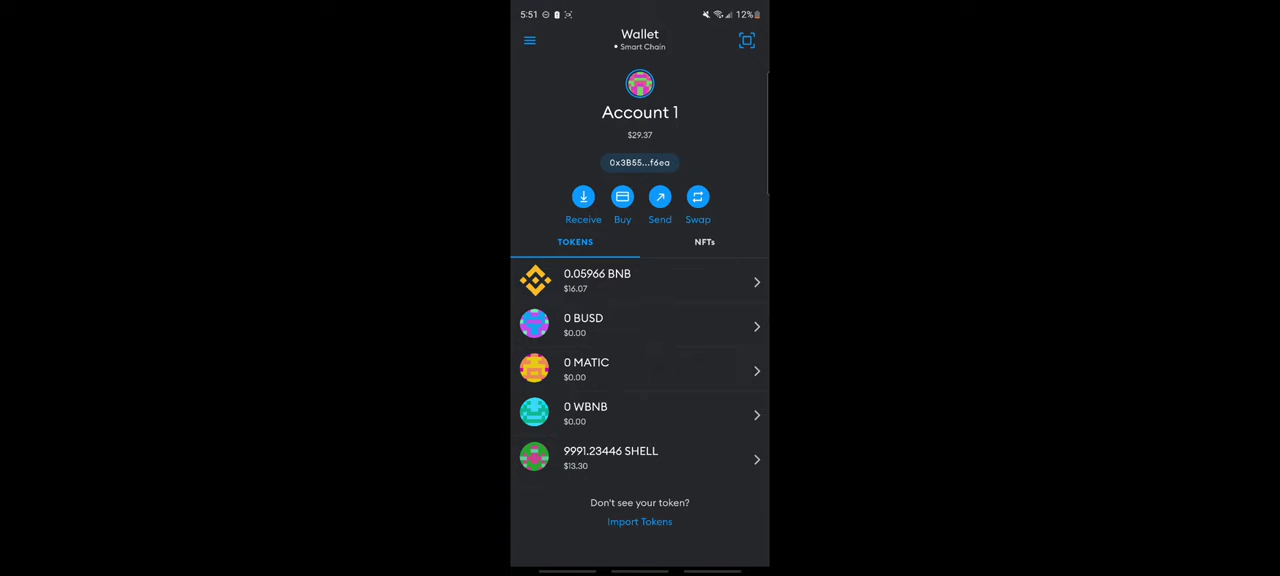 5:51
12%
Wallet
Smart Chain
Account 1
$29.37
0x3B55...f6ea
Receive Buy Send Swap
TOKENS NFTs
0.05966 BNB
$16.07
0 BUSD
$0.00
0 MATIC
$0.00
0 WBNB
$0.00
9991.23446 SHELL
$13.30
Don't see your token?
Import Tokens